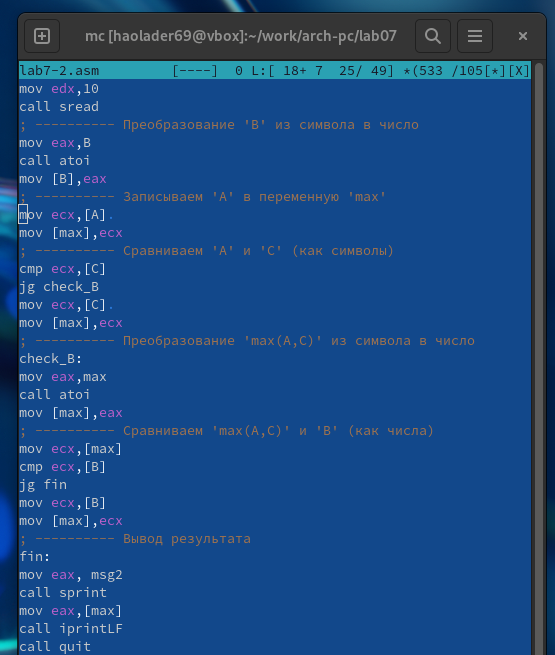 mc [haolader69@vbox]:~/work/arch-pc/lab07
lab7-2.asm [----] 0 L:[ 18+ 7 25/ 49] *(533 /105[*][X]
mov edx,10
call sread
; ---------- Преобразование 'B' из символа в число
mov eax,B
call atoi
mov [B],eax
; ---------- Записываем 'A' в переменную 'max'
mov ecx,[A].
mov [max],ecx
; ---------- Сравниваем 'A' и 'С' (как символы)
cmp ecx,[C]
jg check_B
mov ecx,[C].
mov [max],ecx
; ---------- Преобразование 'max(A,C)' из символа в число
check_B:
mov eax,max
call atoi
mov [max],eax
; ---------- Сравниваем 'max(A,C)' и 'B' (как числа)
mov ecx,[max]
cmp ecx,[B]
jg fin
mov ecx,[B]
mov [max],ecx
; ---------- Вывод результата
fin:
mov eax, msg2
call sprint
mov eax,[max]
call iprintLF
call quit